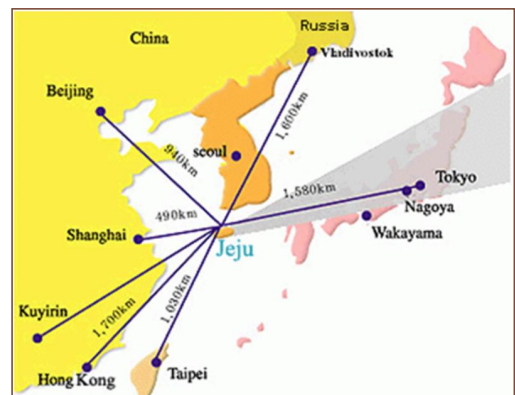 Russia
China
Vladivostok
Beijing
1,600km
940km
seoul
1,580km
Tokyo
Nagoya
490km
Shanghai
Wakayama
Jeju
Kuyirin
1,700km
1,030km
Hong Kong
Taipei